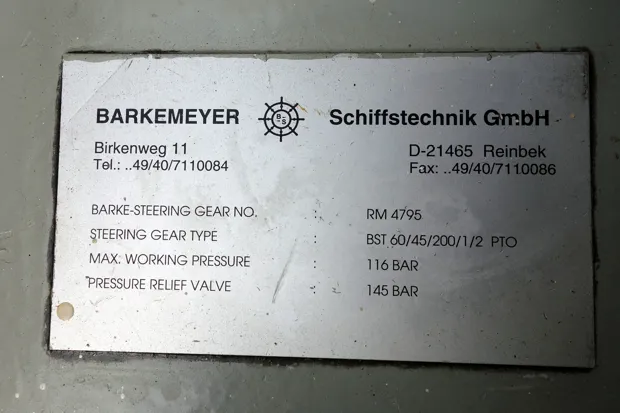 BARKEMEYER BS Schiffstechnik GmbH
Birkenweg 11 D-21465 Reinbek
Tel.: ..49/40/7110084 Fax: ..49/40/7110086
BARKE-STEERING GEAR NO. : RM 4795
STEERING GEAR TYPE : BST 60/45/200/1/2 PTO
MAX. WORKING PRESSURE : 116 BAR
PRESSURE RELIEF VALVE : 145 BAR